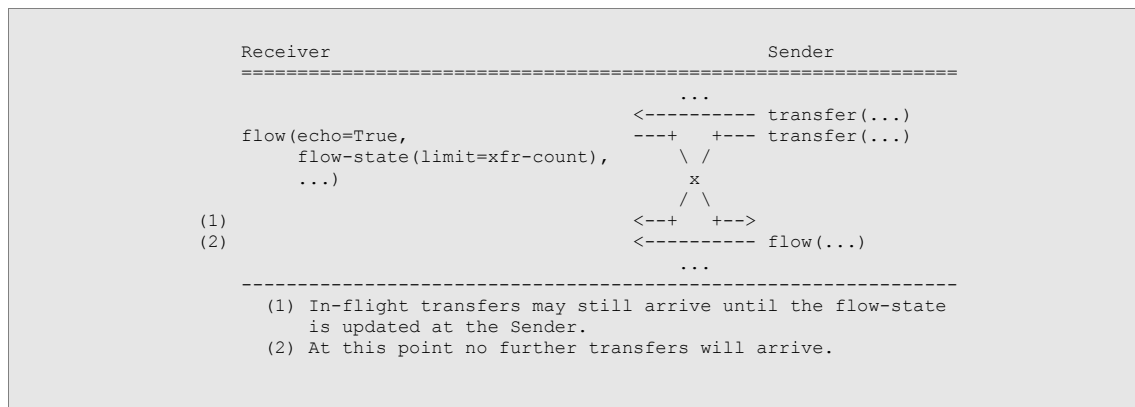 Receiver Sender
================================================================
...
<---------- transfer(...)
flow(echo=True, ---+ +--- transfer(...)
flow-state(limit=xfr-count), \ /
...) x
/ \
(1) <--+ +-->
(2) <---------- flow(...)
...
----------------------------------------------------------------
(1) In-flight transfers may still arrive until the flow-state
is updated at the Sender.
(2) At this point no further transfers will arrive.